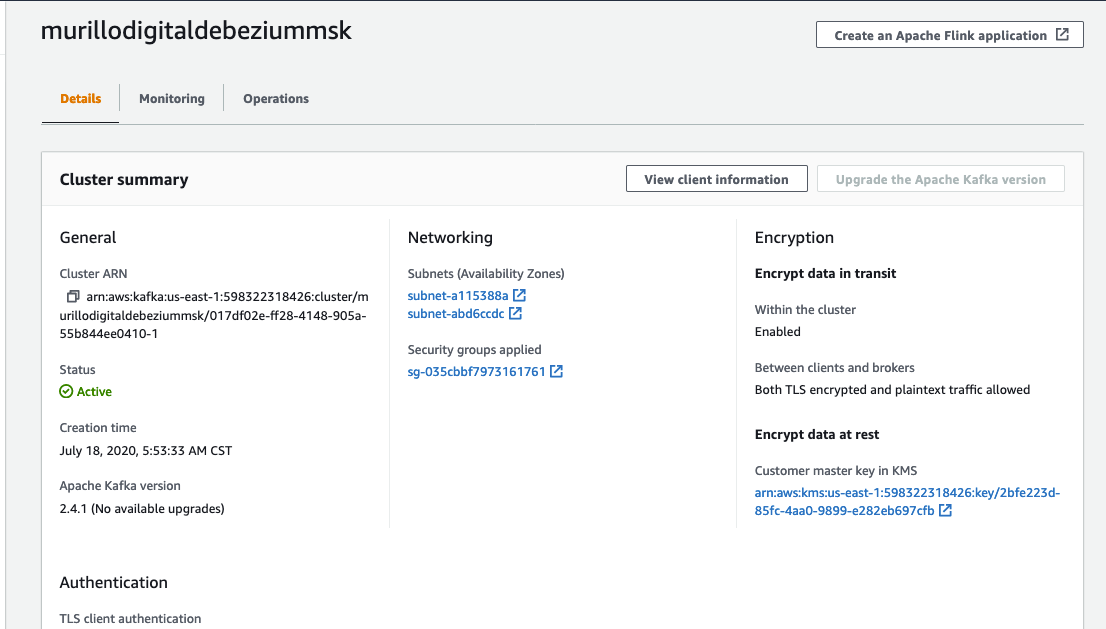 murillodigitaldebeziummsk
Create an Apache Flink application
Details
Monitoring
Operations
Cluster summary
View client information
Upgrade the Apache Kafka version
General
Cluster ARN
arn:aws:kafka:us-east-1:598322318426:cluster/m
urillodigitaldebeziummsk/017df02e-ff28-4148-905a-
55b844ee0410-1
Status
Active
Creation time
July 18, 2020, 5:53:33 AM CST
Apache Kafka version
2.4.1 (No available upgrades)
Networking
Subnets (Availability Zones)
subnet-a115388a
subnet-abd6ccdc
Security groups applied
sg-035cbbf7973161761
Encryption
Encrypt data in transit
Within the cluster
Enabled
Between clients and brokers
Both TLS encrypted and plaintext traffic allowed
Encrypt data at rest
Customer master key in KMS
arn:aws:kms:us-east-1:598322318426:key/2bfe223d-
85fc-4aa0-9899-e282eb697cfb
Authentication
TLS client authentication